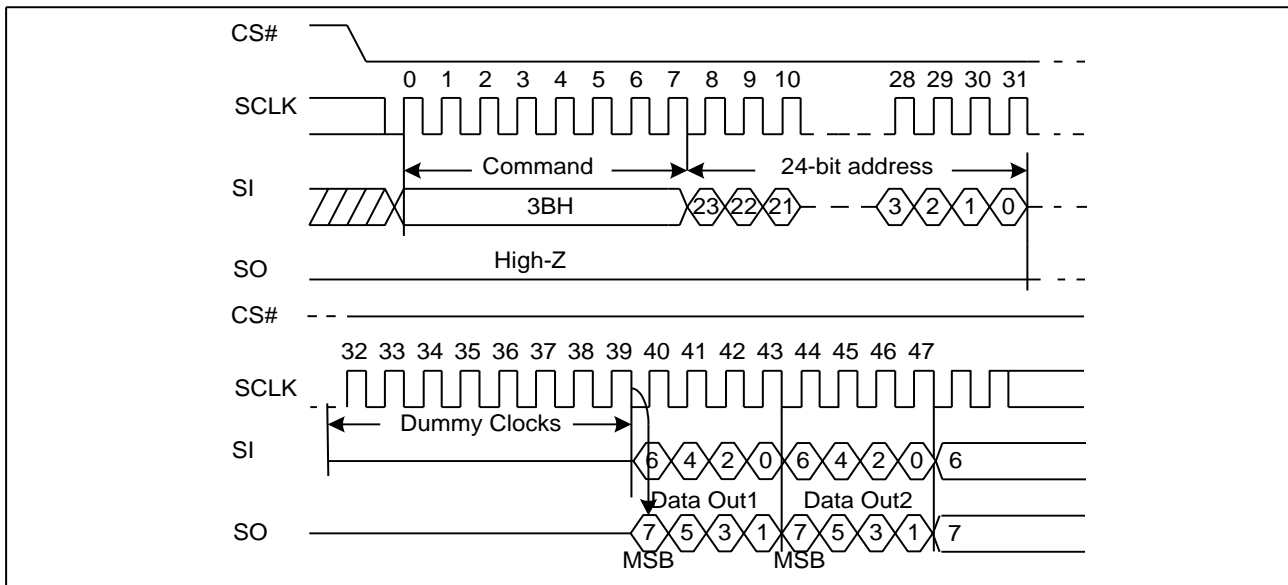 CS#
0 1 2 3 4 5 6 7 8 9 10 28 29 30 31
SCLK
Command 24-bit address
SI
3BH 23 22 21 3 2 1 0
High-Z
SO
CS#
32 33 34 35 36 37 38 39 40 41 42 43 44 45 46 47
SCLK
Dummy Clocks
SI
6 4 2 0 6 4 2 0 6
Data Out1 Data Out2
SO
7 5 3 1 7 5 3 1 7
MSB MSB